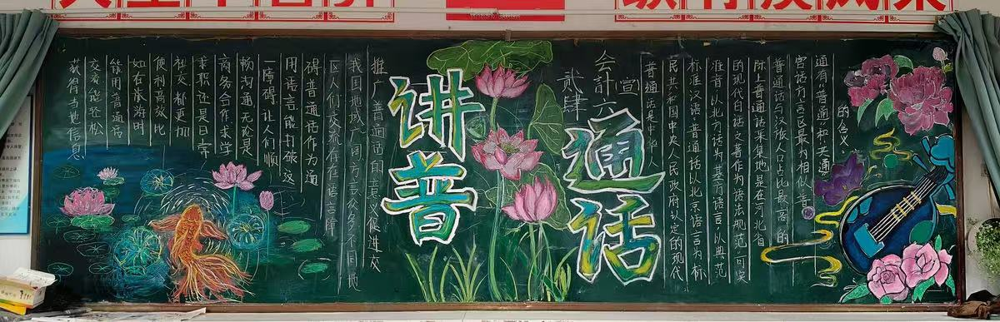 讲普
通话
会计六
贰肆 宣
普通话是中华
民共和国中央人民政府认定的现代
标准汉语。普通话以北京语言为标
准音以北方话为基方语言，以典范
的现代白话文著作为语法规范。可实
际上普通话采集地是在河北省
普通话与汉族人口占比最高的
官话方言区最为相似。普
通有“普通”和“共通”
的含义
推广普通话的意义促进交
我国地域广阔方言众多，不同地
区人们交流存在语言障
碍普通话作为通
用语言，能打破这
一障碍，让人们顺
畅沟通，无论是
商务合作、求学
求职还是日常
社交都更加
便利高效。比
如在旅游时
能用普通话
交流能轻松
获得当地信息